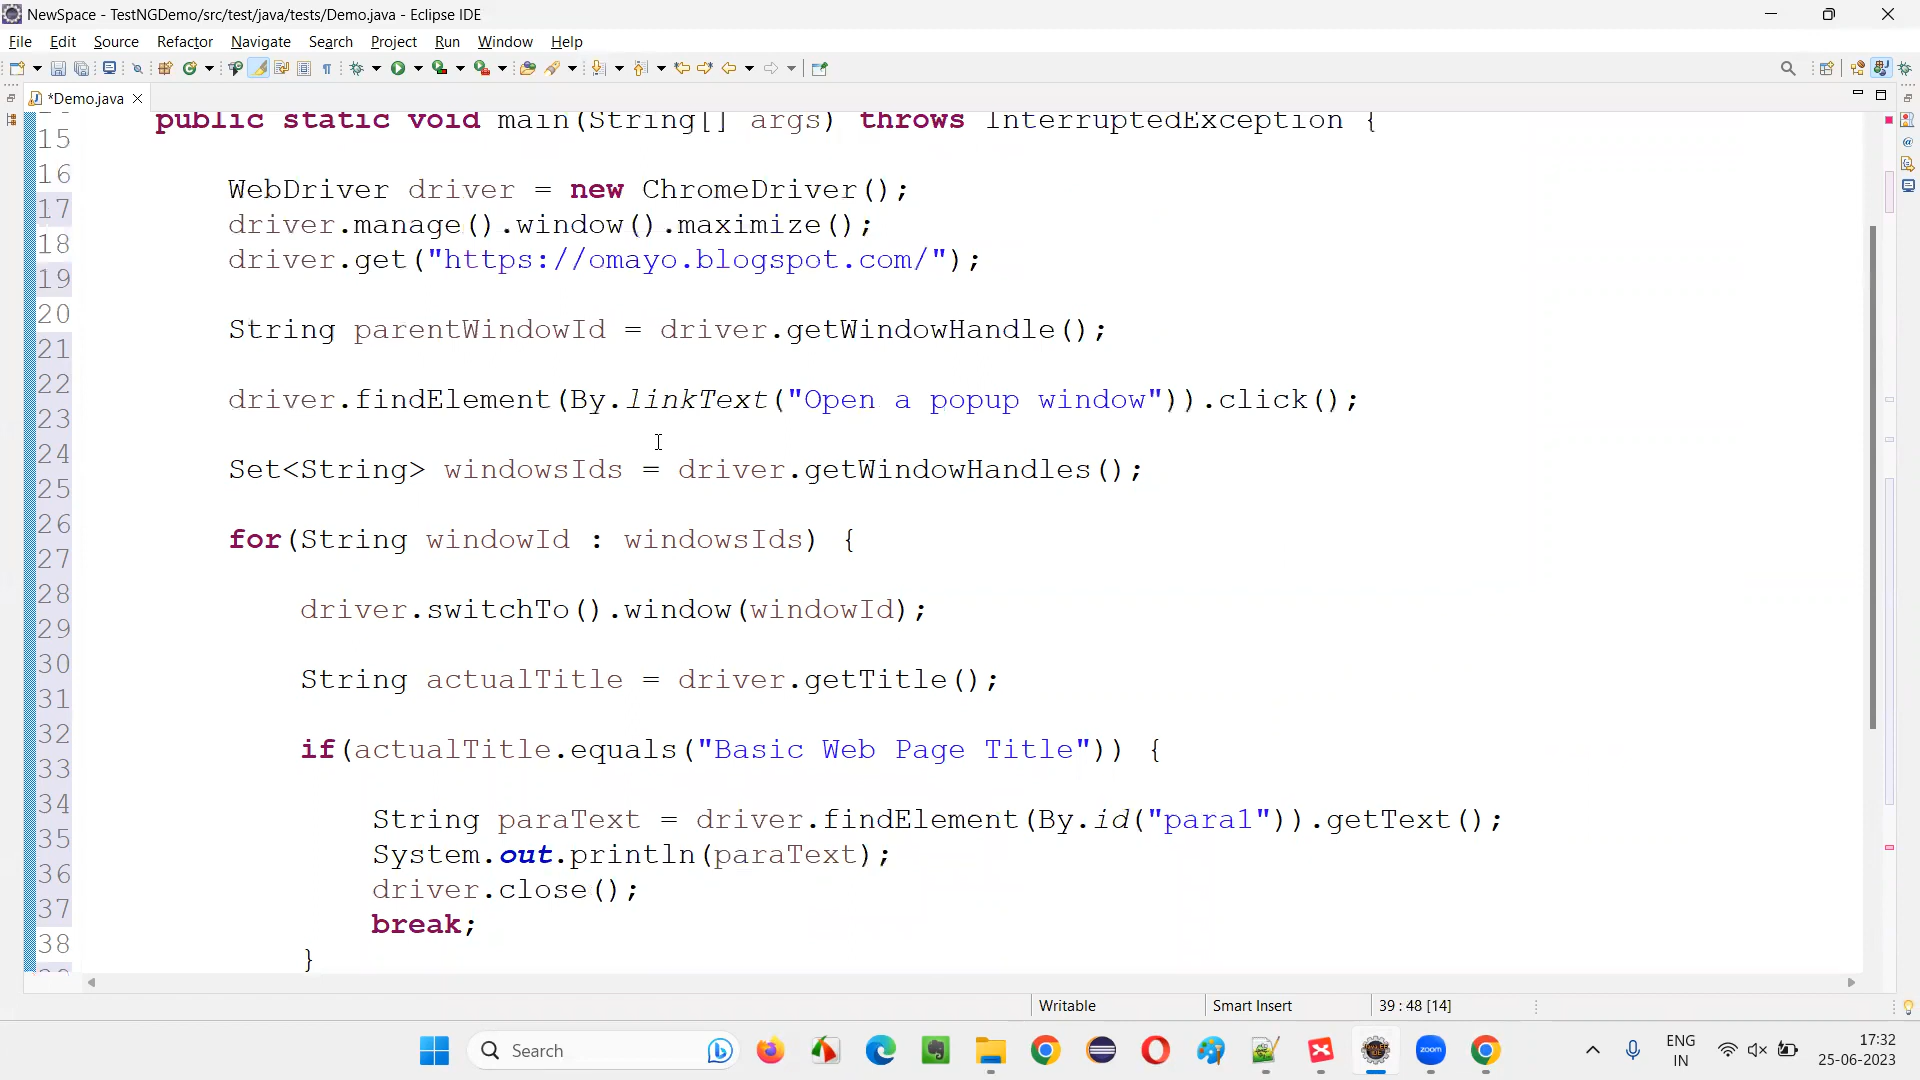 NewSpace - TestNGDemo/src/test/java/tests/Demo.java - Eclipse IDE
File Edit Source Refactor Navigate Search Project Run Window Help
*Demo.java
15 public static void main(String[] args) throws InterruptedException {
16
17 WebDriver driver = new ChromeDriver();
18 driver.manage().window().maximize();
19 driver.get("https://omayo.blogspot.com/");
20
21 String parentWindowId = driver.getWindowHandle();
22
23 driver.findElement(By.linkText("Open a popup window")).click();
24
25 Set<String> windowsIds = driver.getWindowHandles();
26
27 for(String windowId : windowsIds) {
28
29 driver.switchTo().window(windowId);
30
31 String actualTitle = driver.getTitle();
32
33 if(actualTitle.equals("Basic Web Page Title")) {
34
35 String paraText = driver.findElement(By.id("para1")).getText();
36 System.out.println(paraText);
37 driver.close();
38 break;
}
Writable Smart Insert 39 : 48 [14]
Search zoom ENG IN 17:32 25-06-2023